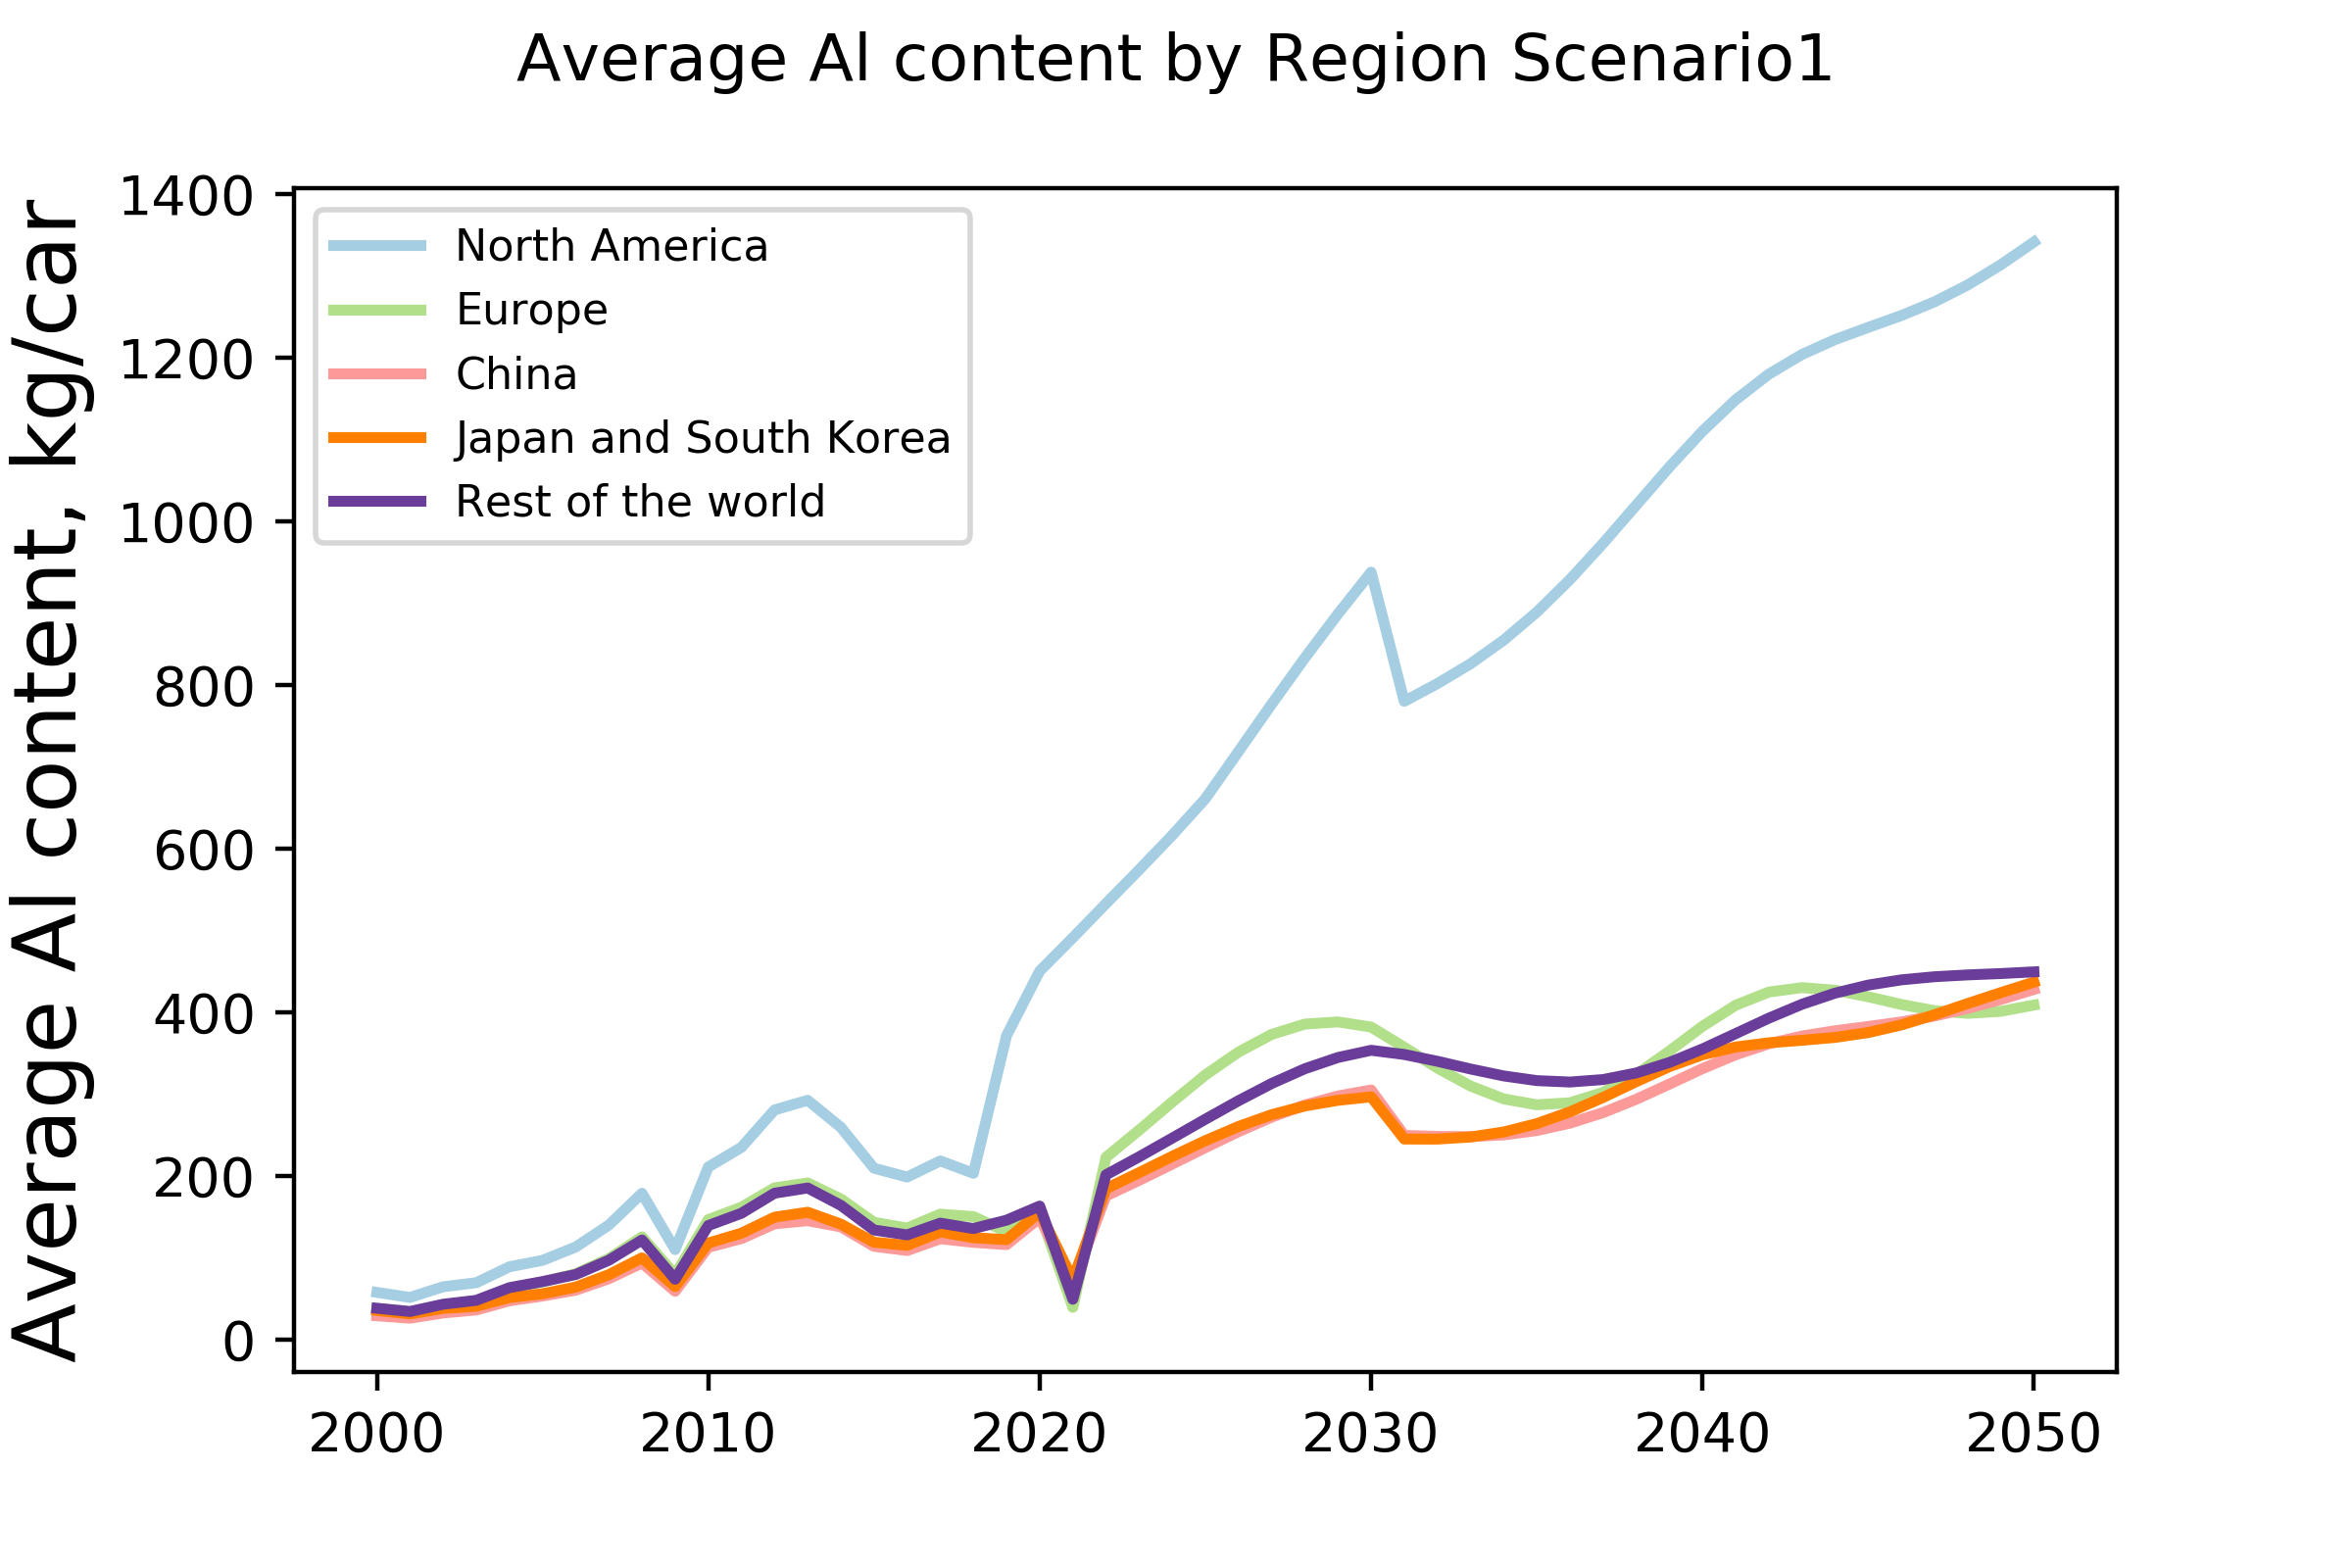 Average Al content by Region Scenario1
Average Al content, kg/car
1400
1200
1000
800
600
400
200
0
North America
Europe
China
Japan and South Korea
Rest of the world
2000 2010 2020 2030 2040 2050